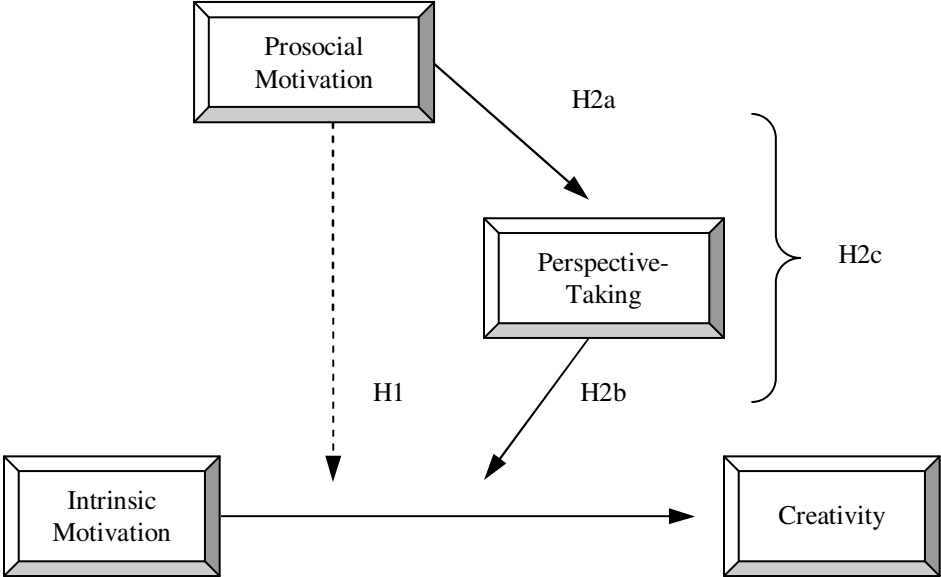 Prosocial
Motivation
H2a
Perspective-
Taking
H2c
H1
H2b
Intrinsic
Motivation
Creativity